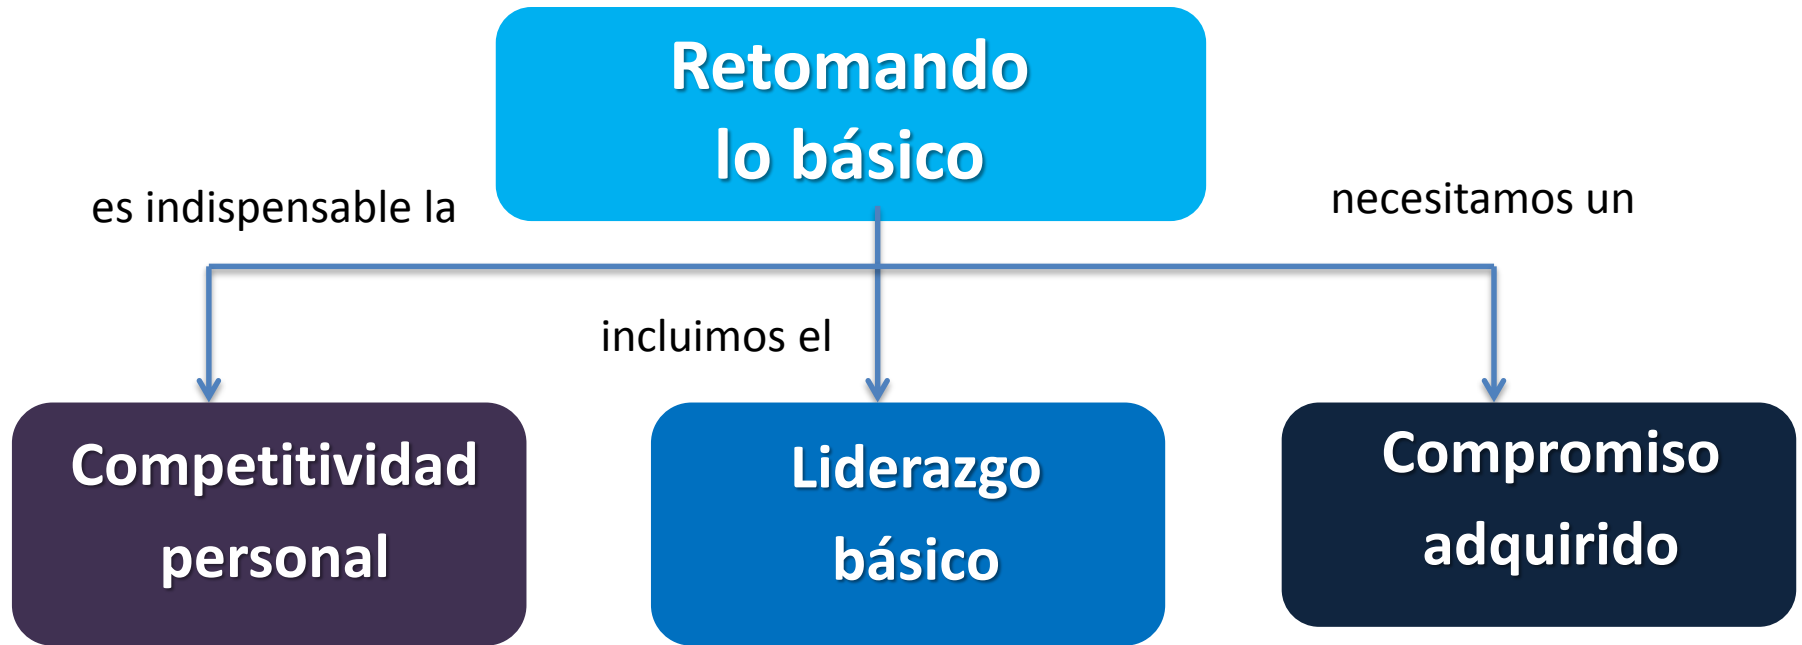 Retomando
lo básico
es indispensable la
necesitamos un
incluimos el
Competitividad
personal
Liderazgo
básico
Compromiso
adquirido